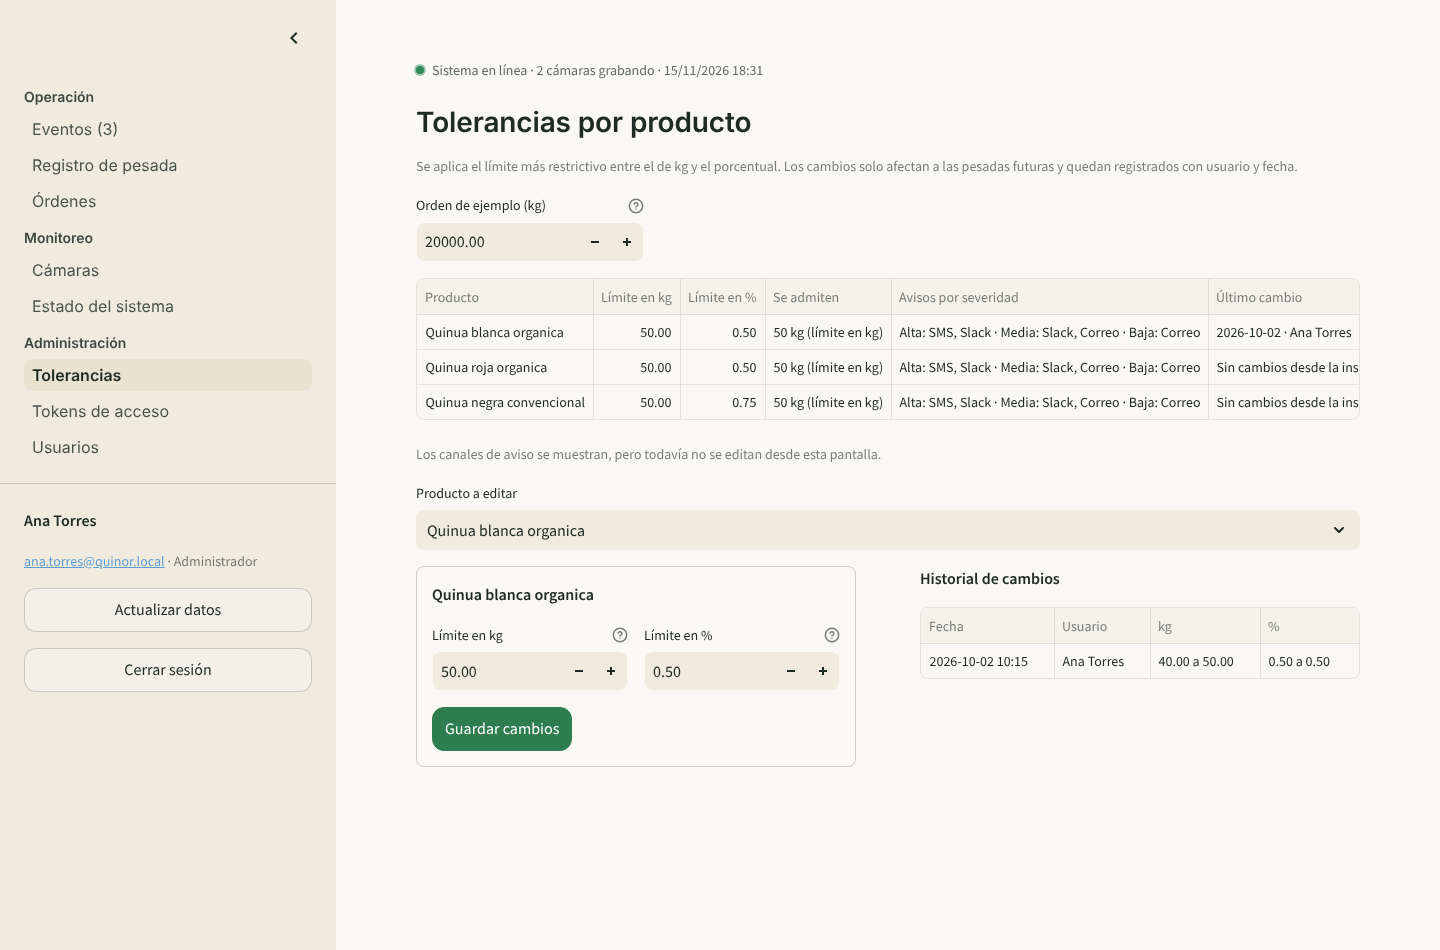 Operación
Eventos (3)
Registro de pesada
Órdenes
Monitoreo
Cámaras
Estado del sistema
Administración
Tolerancias
Tokens de acceso
Usuarios
Ana Torres
ana.torres@quinor.local · Administrador
Actualizar datos
Cerrar sesión
Sistema en línea · 2 cámaras grabando · 15/11/2026 18:31
Tolerancias por producto
Se aplica el límite más restrictivo entre el de kg y el porcentual. Los cambios solo afectan a las pesadas futuras y quedan registrados con usuario y fecha.
Orden de ejemplo (kg)
20000.00
Producto Límite en kg Límite en % Se admiten Avisos por severidad Último cambio
Quinua blanca organica 50.00 0.50 50 kg (límite en kg) Alta: SMS, Slack · Media: Slack, Correo · Baja: Correo 2026-10-02 · Ana Torres
Quinua roja organica 50.00 0.50 50 kg (límite en kg) Alta: SMS, Slack · Media: Slack, Correo · Baja: Correo Sin cambios desde la ins
Quinua negra convencional 50.00 0.75 50 kg (límite en kg) Alta: SMS, Slack · Media: Slack, Correo · Baja: Correo Sin cambios desde la ins
Los canales de aviso se muestran, pero todavía no se editan desde esta pantalla.
Producto a editar
Quinua blanca organica
Quinua blanca organica
Límite en kg Límite en %
50.00 0.50
Guardar cambios
Historial de cambios
Fecha Usuario kg %
2026-10-02 10:15 Ana Torres 40.00 a 50.00 0.50 a 0.50